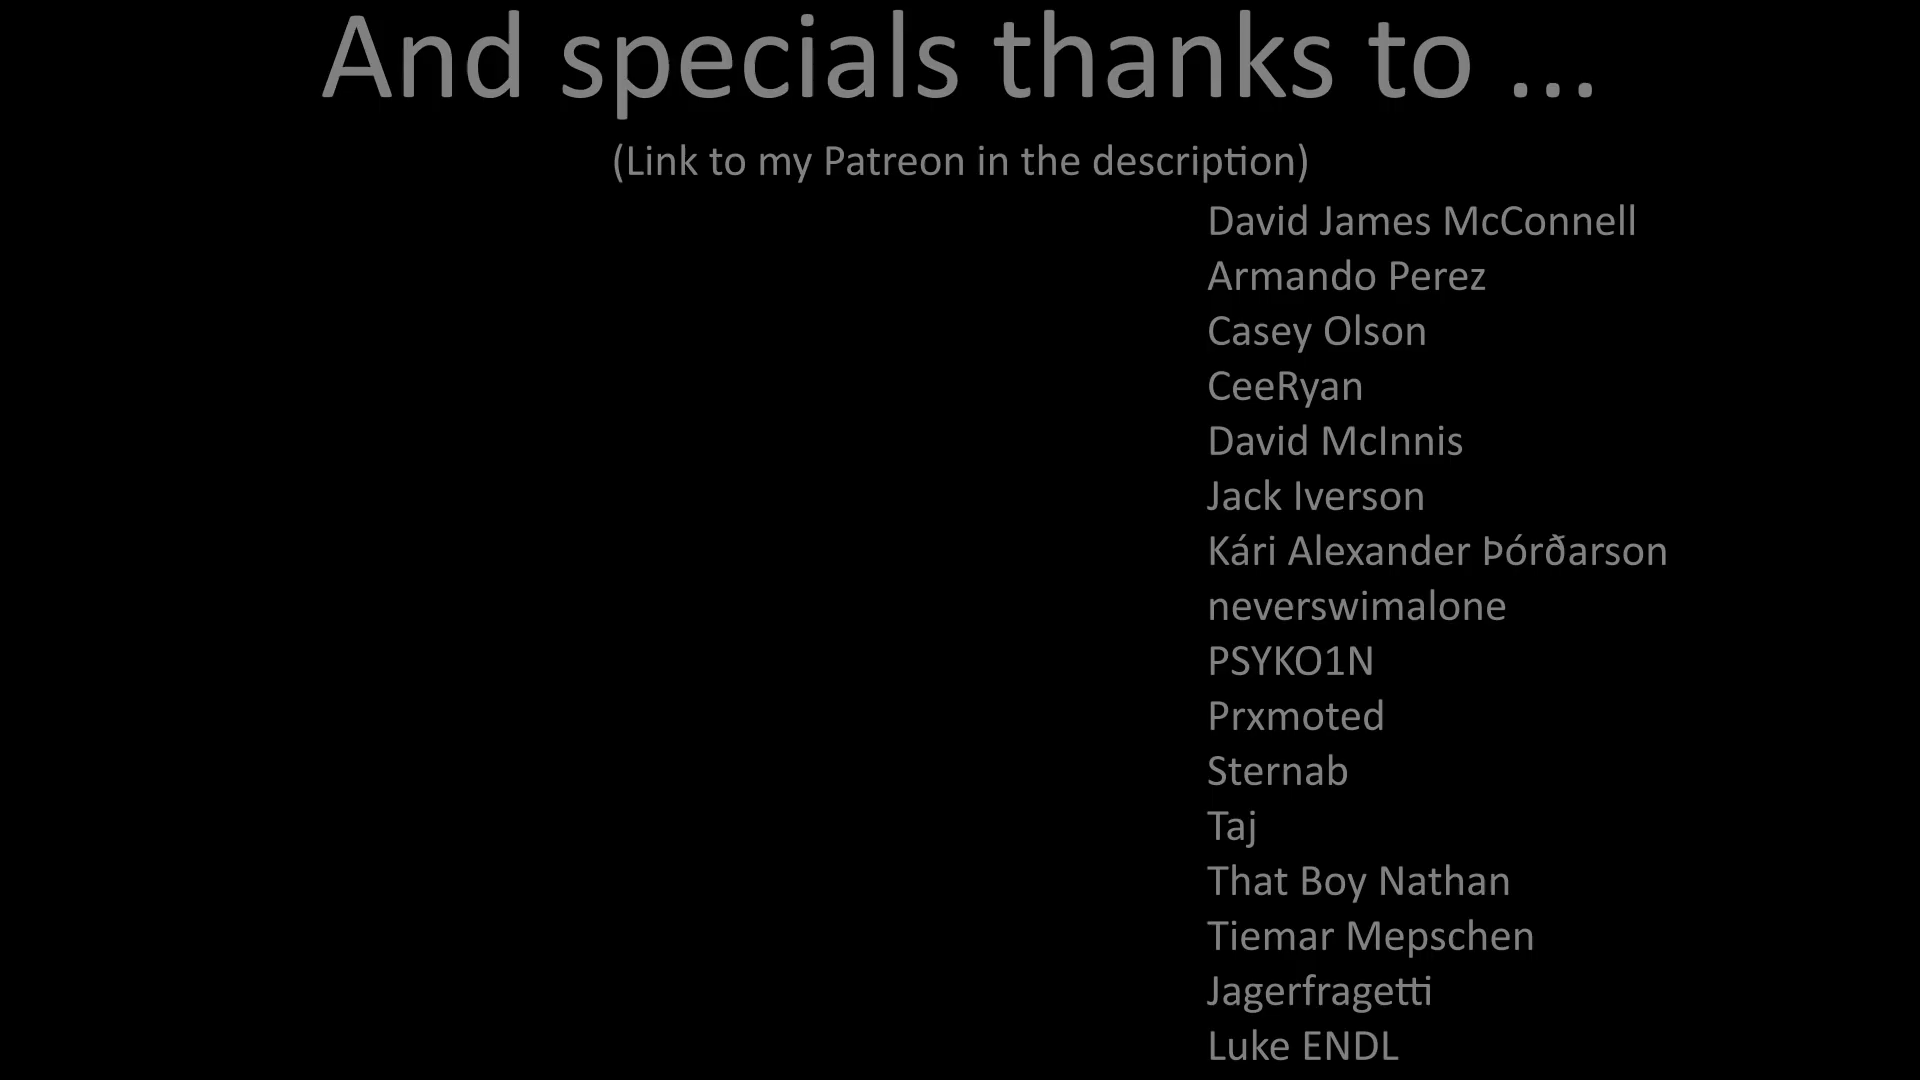 And specials thanks to ...
(Link to my Patreon in the description)
David James McConnell
Armando Perez
Casey Olson
CeeRyan
David McInnis
Jack Iverson
Kári Alexander Þórðarson
neverswimalone
PSYKO1N
Prxmoted
Sternab
Taj
That Boy Nathan
Tiemar Mepschen
Jagerfragetti
Luke ENDL